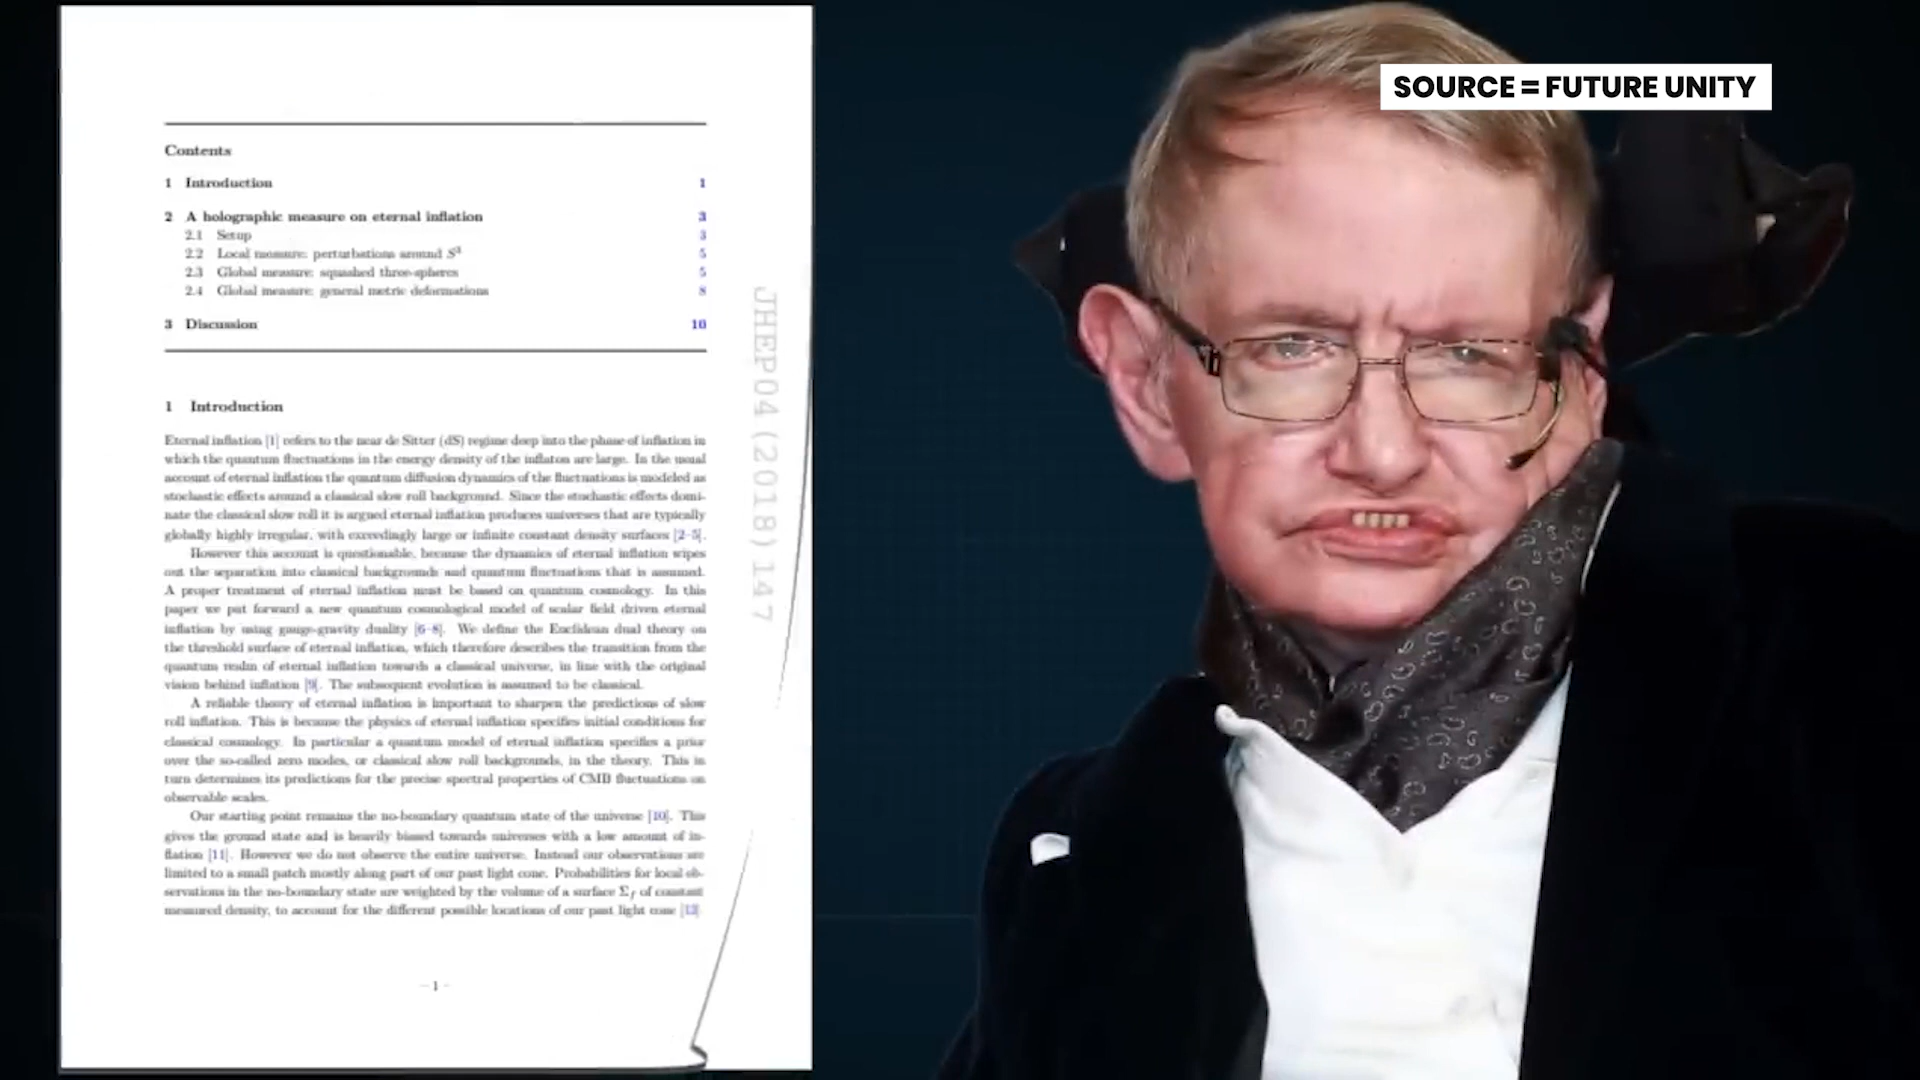 SOURCE = FUTURE UNITY
Contents
1 Introduction 1
2 A holographic measure on eternal inflation 3
2.1 Setup 3
2.2 Local measure: perturbations around S³ 5
2.3 Global measure: squashed three-spheres 5
2.4 Global measure: general metric deformations 8
3 Discussion 10
JHEP04(2018)147
1 Introduction
Eternal inflation [1] refers to the near de Sitter (dS) regime deep into the phase of inflation in
which the quantum fluctuations in the energy density of the inflaton are large. In the usual
account of eternal inflation the quantum diffusion dynamics of the fluctuations is modeled as
stochastic effects around a classical slow roll background. Since the stochastic effects domi-
nate the classical slow roll it is argued eternal inflation produces universes that are typically
globally highly irregular, with exceedingly large or infinite constant density surfaces [2–5].
However this account is questionable, because the dynamics of eternal inflation wipes
out the separation into classical backgrounds and quantum fluctuations that is assumed.
A proper treatment of eternal inflation must be based on quantum cosmology. In this
paper we put forward a new quantum cosmological model of scalar field driven eternal
inflation by using gauge-gravity duality [6–8]. We define the Euclidean dual theory on
the threshold surface of eternal inflation, which therefore describes the transition from the
quantum realm of eternal inflation towards a classical universe, in line with the original
vision behind inflation [9]. The subsequent evolution is assumed to be classical.
A reliable theory of eternal inflation is important to sharpen the predictions of slow
roll inflation. This is because the physics of eternal inflation specifies initial conditions for
classical cosmology. In particular a quantum model of eternal inflation specifies a prior
over the so-called zero modes, or classical slow roll backgrounds, in the theory. This in
turn determines its predictions for the precise spectral properties of CMB fluctuations on
observable scales.
Our starting point remains the no-boundary quantum state of the universe [10]. This
gives the ground state and is heavily biased towards universes with a low amount of in-
flation [11]. However we do not observe the entire universe. Instead our observations are
limited to a small patch mostly along part of our past light cone. Probabilities for local ob-
servations in the no-boundary state are weighted by the volume of a surface Σf of constant
measured density, to account for the different possible locations of our past light cone [12]
– 1 –